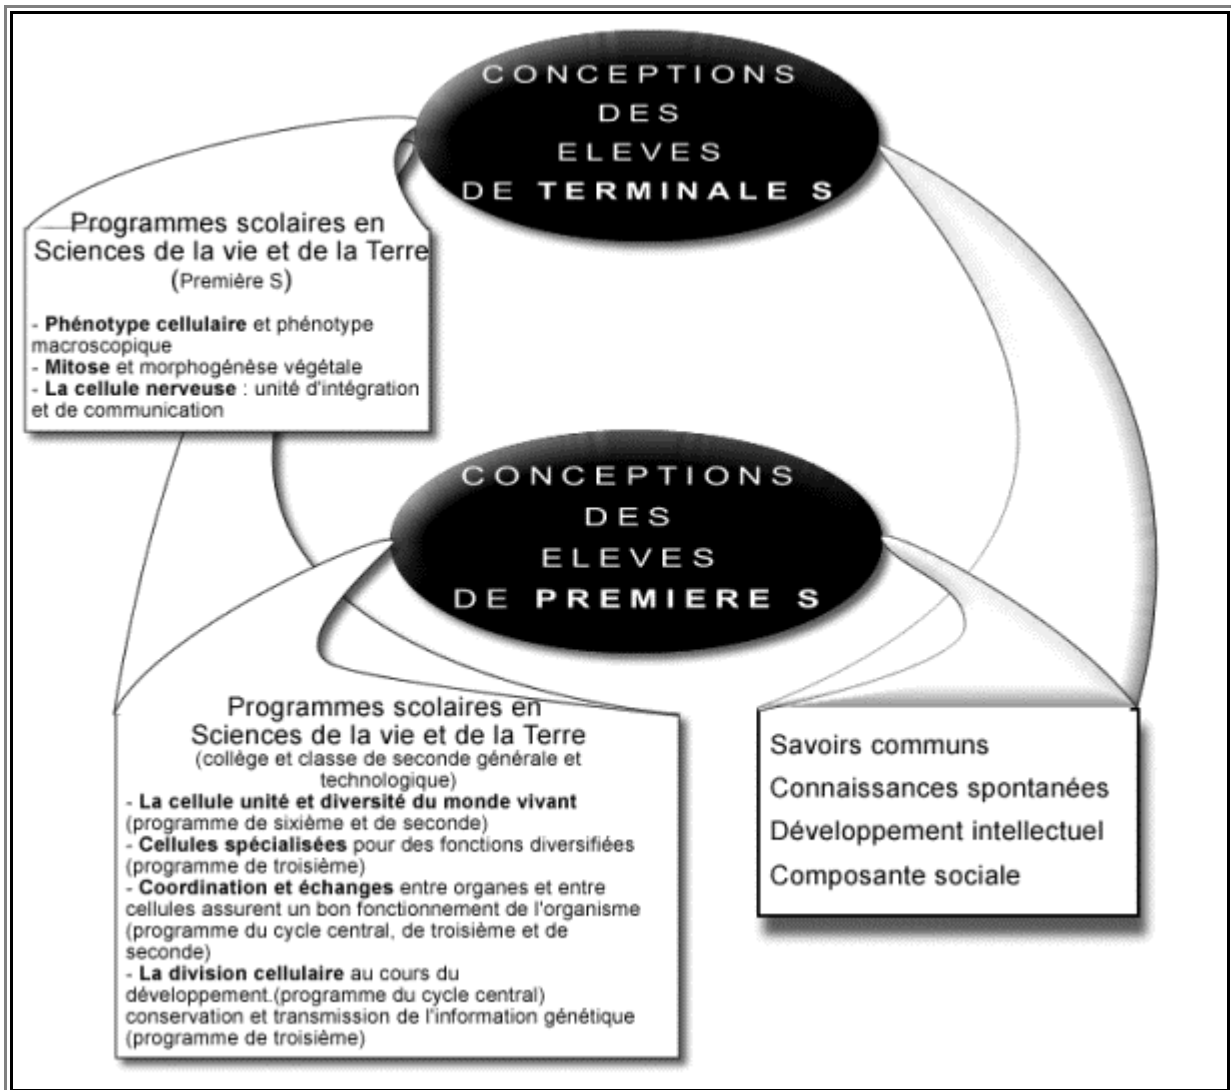 CONCEPTIONS
DES
ELEVES
DE TERMINALE S
Programmes scolaires en
Sciences de la vie et de la Terre
(Première S)
- Phénotype cellulaire et phénotype
macroscopique
- Mitose et morphogénèse végétale
- La cellule nerveuse : unité d'intégration
et de communication
CONCEPTIONS
DES
ELEVES
DE PREMIERE S
Programmes scolaires en
Sciences de la vie et de la Terre
(collège et classe de seconde générale et
technologique)
- La cellule unité et diversité du monde vivant
(programme de sixième et de seconde)
- Cellules spécialisées pour des fonctions diversifiées
(programme de troisième)
- Coordination et échanges entre organes et entre
cellules assurent un bon fonctionnement de l'organisme
(programme du cycle central, de troisième et de
seconde)
- La division cellulaire au cours du
développement.(programme du cycle central)
conservation et transmission de l'information génétique
(programme de troisième)
Savoirs communs
Connaissances spontanées
Développement intellectuel
Composante sociale